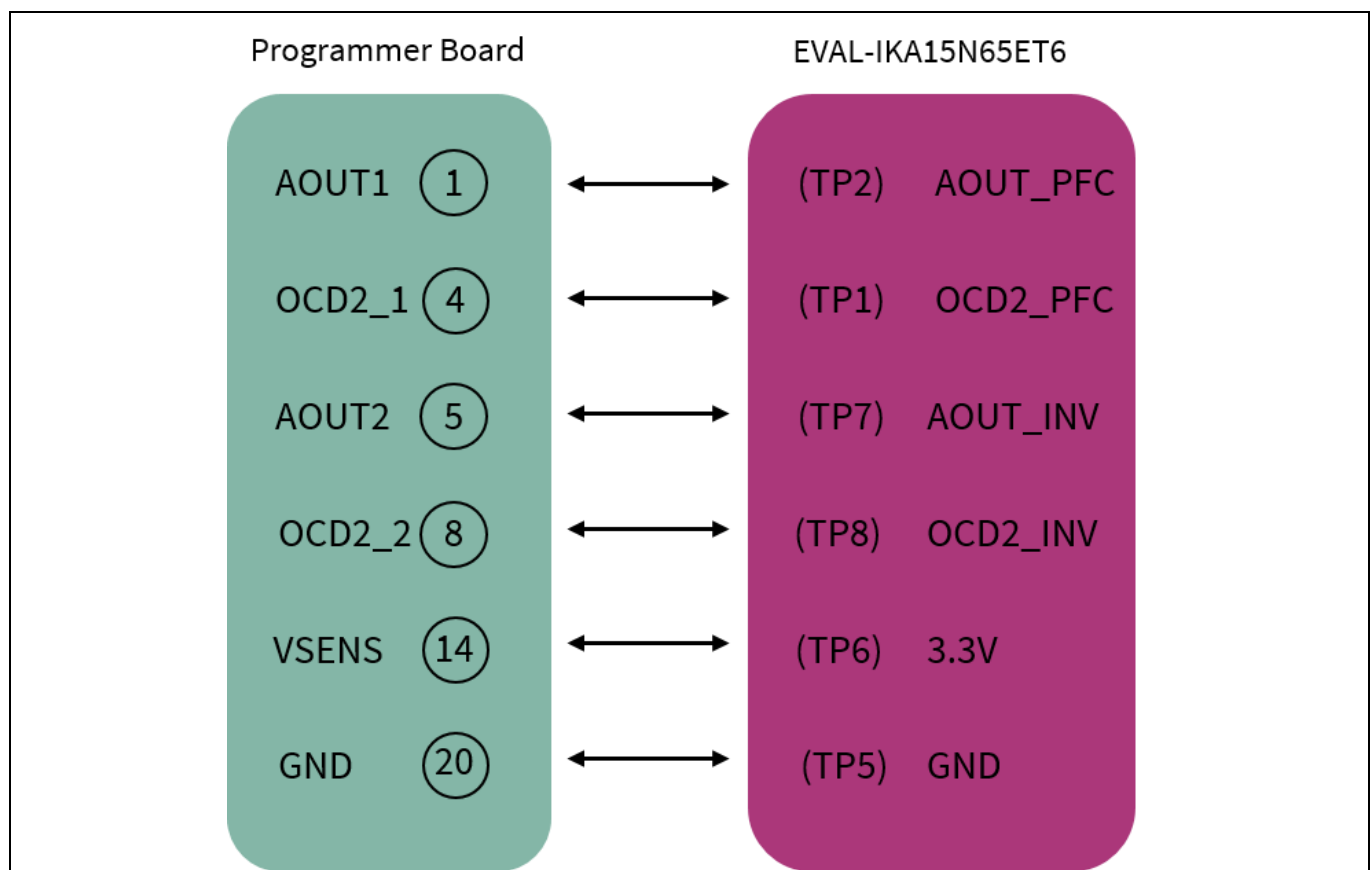 Programmer Board EVAL-IKA15N65ET6
AOUT1 1 (TP2) AOUT_PFC
OCD2_1 4 (TP1) OCD2_PFC
AOUT2 5 (TP7) AOUT_INV
OCD2_2 8 (TP8) OCD2_INV
VSENS 14 (TP6) 3.3V
GND 20 (TP5) GND